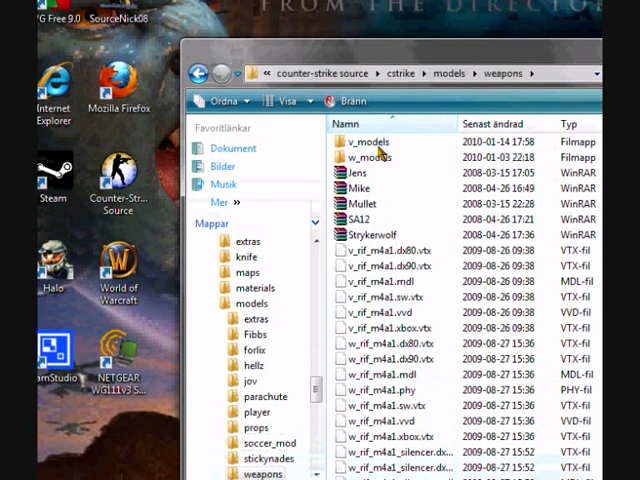 FROM THE DARKNESS
VG Free 9.0
SourceNick08
Internet
Explorer
Mozilla Firefox
Steam
Counter-Str...
Source
Halo
World of
Warcraft
amStudio
NETGEAR
WG111v3 S...
« counter-strike source cstrike models weapons
Ordna Visa Bränn
Favoritlänkar
Dokument
Bilder
Musik
Mer »
Mappar
extras
knife
maps
materials
models
extras
Fibbs
forlix
hellz
jov
parachute
player
props
soccer_mod
stickynades
weapons
Namn Senast ändrad Typ
v_models 2010-01-14 17:58 Filmapp
w_models 2010-01-03 22:18 Filmapp
Jens 2008-03-15 17:05 WinRAR
Mike 2008-04-26 16:49 WinRAR
Mullet 2008-03-15 22:28 WinRAR
SA12 2008-04-26 17:21 WinRAR
Strykerwolf 2008-04-26 17:36 WinRAR
v_rif_m4a1.dx80.vtx 2009-08-26 09:38 VTX-fil
v_rif_m4a1.dx90.vtx 2009-08-26 09:38 VTX-fil
v_rif_m4a1.mdl 2009-08-26 09:38 MDL-fil
v_rif_m4a1.sw.vtx 2009-08-26 09:38 VTX-fil
v_rif_m4a1.vvd 2009-08-26 09:38 VVD-fil
v_rif_m4a1.xbox.vtx 2009-08-26 09:38 VTX-fil
w_rif_m4a1.dx80.vtx 2009-08-27 15:36 VTX-fil
w_rif_m4a1.dx90.vtx 2009-08-27 15:36 VTX-fil
w_rif_m4a1.mdl 2009-08-27 15:36 MDL-fil
w_rif_m4a1.phy 2009-08-27 15:36 PHY-fil
w_rif_m4a1.sw.vtx 2009-08-27 15:36 VTX-fil
w_rif_m4a1.vvd 2009-08-27 15:36 VVD-fil
w_rif_m4a1.xbox.vtx 2009-08-27 15:36 VTX-fil
w_rif_m4a1_silencer.dx... 2009-08-27 15:52 VTX-fil
w_rif_m4a1_silencer.dx... 2009-08-27 15:52 VTX-fil